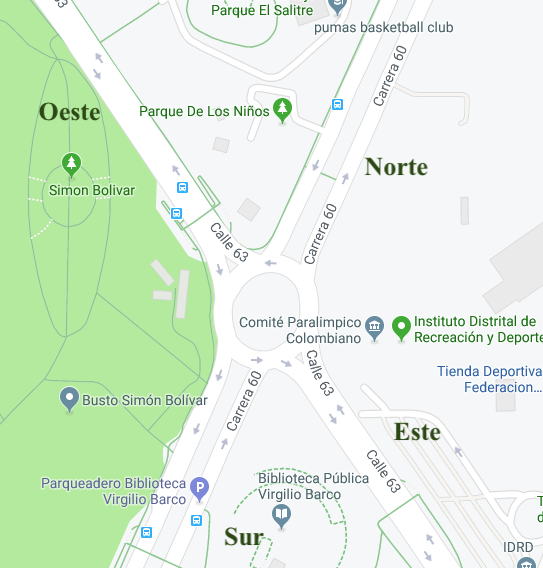 63
Parque El Salitre
pumas basketball club
Carrera 60
Oeste
Parque De Los Niños
Norte
Simon Bolivar
Calle 63
Carrera 60
Comité Paralimpico
Colombiano
Instituto Distrital de
Recreación y Deporte
Calle 63
Tienda Deportiva
Federacion...
Carrera 60
Busto Simón Bolívar
Este
Calle 63
Parqueadero Biblioteca
Virgilio Barco
P
Biblioteca Pública
Virgilio Barco
Sur
T
d
IDRD